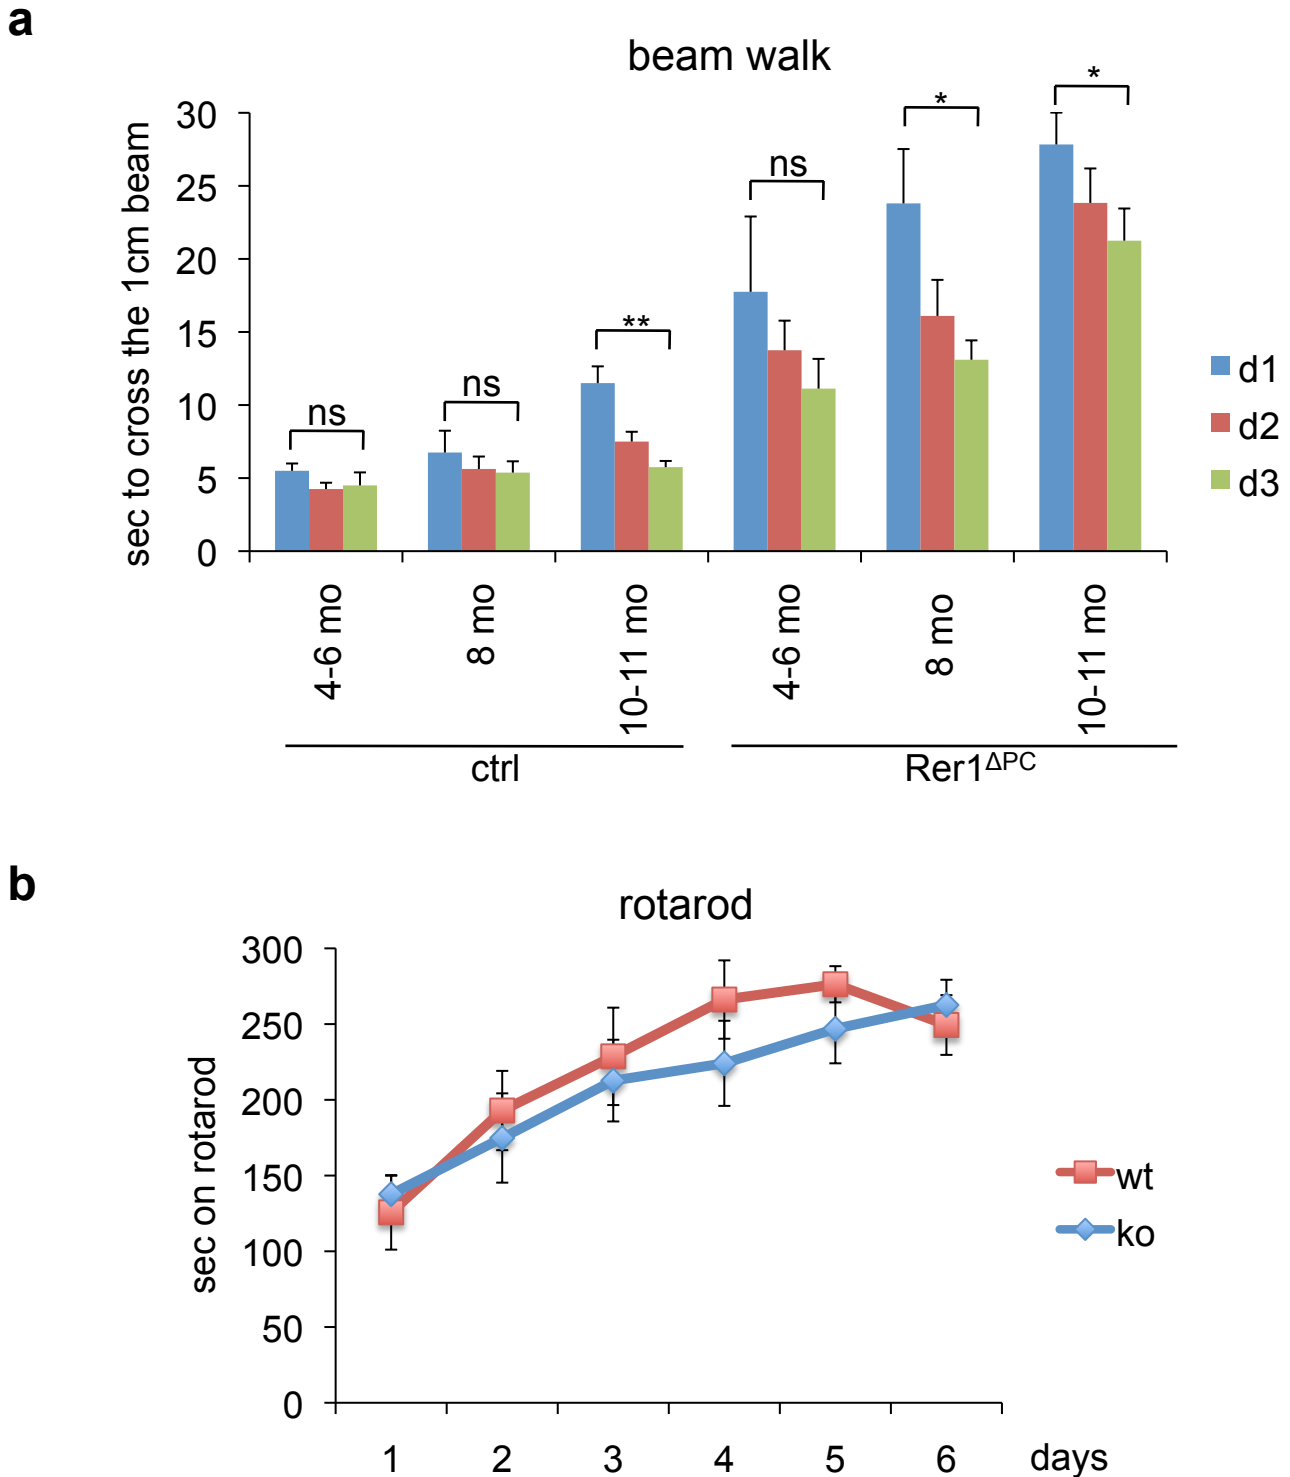 a
beam walk
sec to cross the 1cm beam
30
25
20
15
10
5
0
ns
ns
**
ns
*
*
d1
d2
d3
4-6 mo
8 mo
10-11 mo
4-6 mo
8 mo
10-11 mo
ctrl
Rer1ΔPC
b
rotarod
sec on rotarod
300
250
200
150
100
50
0
wt
ko
1 2 3 4 5 6 days